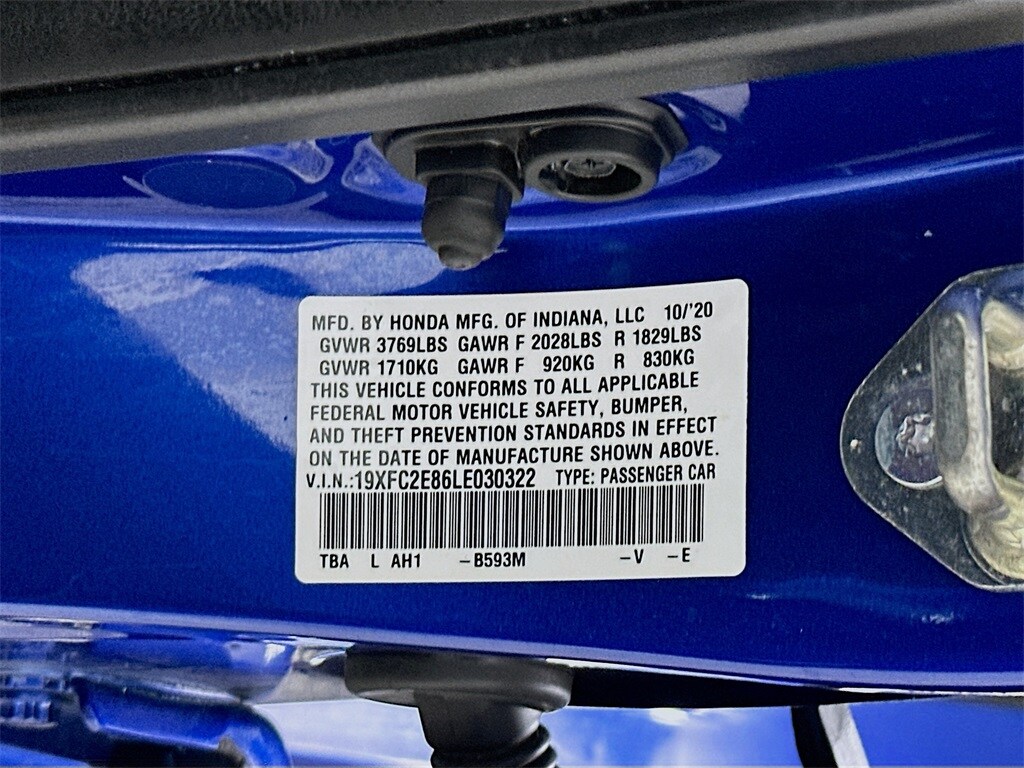 MFD. BY HONDA MFG. OF INDIANA, LLC 10/'20
GVWR 3769LBS GAWR F 2028LBS R 1829LBS
GVWR 1710KG GAWR F 920KG R 830KG
THIS VEHICLE CONFORMS TO ALL APPLICABLE
FEDERAL MOTOR VEHICLE SAFETY, BUMPER,
AND THEFT PREVENTION STANDARDS IN EFFECT
ON THE DATE OF MANUFACTURE SHOWN ABOVE.
V.I.N.:19XFC2E86LE030322 TYPE: PASSENGER CAR
TBA L AH1 –B593M –V –E